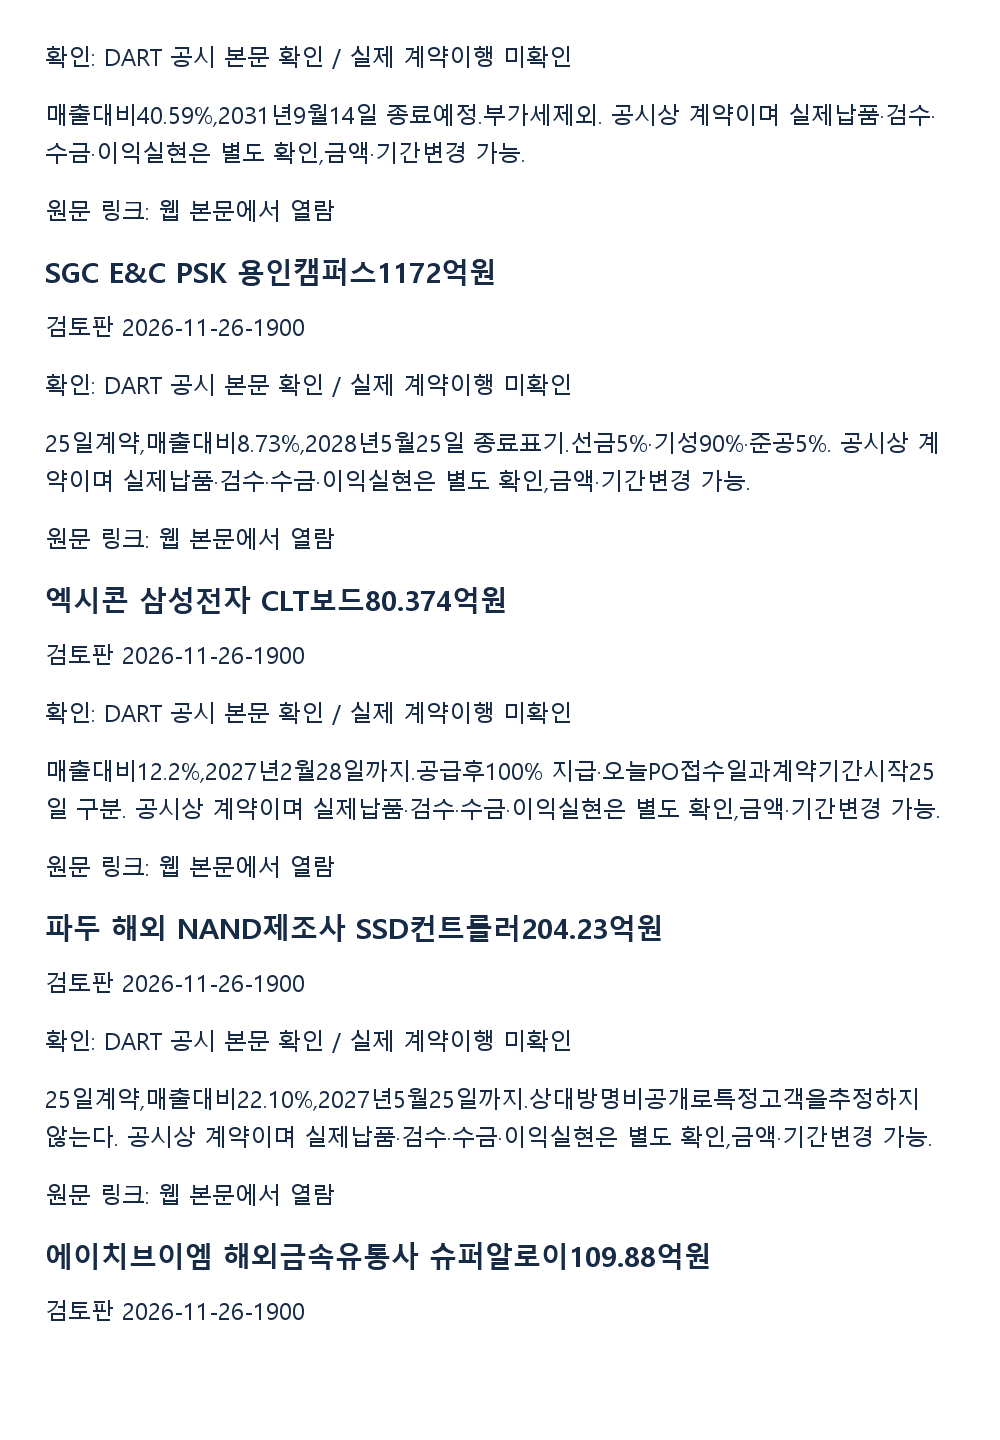 확인: DART 공시 본문 확인 / 실제 계약이행 미확인
매출대비40.59%,2031년9월14일 종료예정.부가세제외. 공시상 계약이며 실제납품·검수·
수금·이익실현은 별도 확인,금액·기간변경 가능.
원문 링크: 웹 본문에서 열람
SGC E&C PSK 용인캠퍼스1172억원
검토판 2026-11-26-1900
확인: DART 공시 본문 확인 / 실제 계약이행 미확인
25일계약,매출대비8.73%,2028년5월25일 종료표기.선금5%·기성90%·준공5%. 공시상 계
약이며 실제납품·검수·수금·이익실현은 별도 확인,금액·기간변경 가능.
원문 링크: 웹 본문에서 열람
엑시콘 삼성전자 CLT보드80.374억원
검토판 2026-11-26-1900
확인: DART 공시 본문 확인 / 실제 계약이행 미확인
매출대비12.2%,2027년2월28일까지.공급후100% 지급·오늘PO접수일과계약기간시작25
일 구분. 공시상 계약이며 실제납품·검수·수금·이익실현은 별도 확인,금액·기간변경 가능.
원문 링크: 웹 본문에서 열람
파두 해외 NAND제조사 SSD컨트롤러204.23억원
검토판 2026-11-26-1900
확인: DART 공시 본문 확인 / 실제 계약이행 미확인
25일계약,매출대비22.10%,2027년5월25일까지.상대방명비공개로특정고객을추정하지
않는다. 공시상 계약이며 실제납품·검수·수금·이익실현은 별도 확인,금액·기간변경 가능.
원문 링크: 웹 본문에서 열람
에이치브이엠 해외금속유통사 슈퍼알로이109.88억원
검토판 2026-11-26-1900